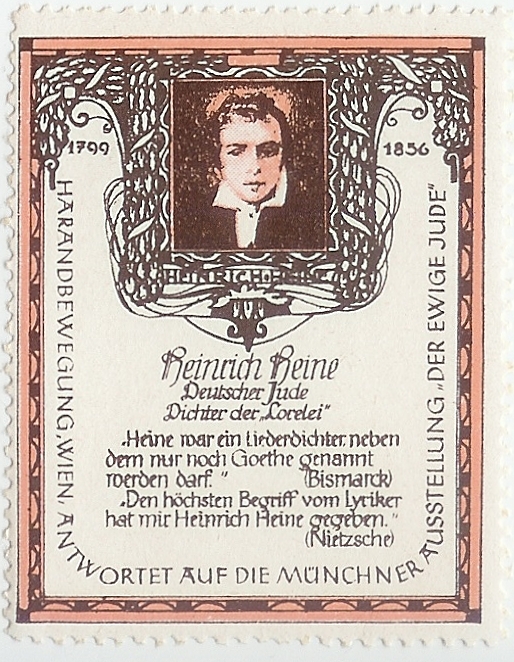 1799
1856
HEINRICH HEINE
Heinrich Heine
Deutscher Jude
Dichter der „Lorelei"
„Heine war ein Liederdichter, neben
dem nur noch Goethe genannt
werden darf." (Bismarck)
„Den höchsten Begriff vom Lyriker
hat mir Heinrich Heine gegeben."
(Nietzsche)
HARANDBEWEGUNG, WIEN, ANTWORTET AUF DIE MÜNCHNER AUSSTELLUNG „DER EWIGE JUDE"